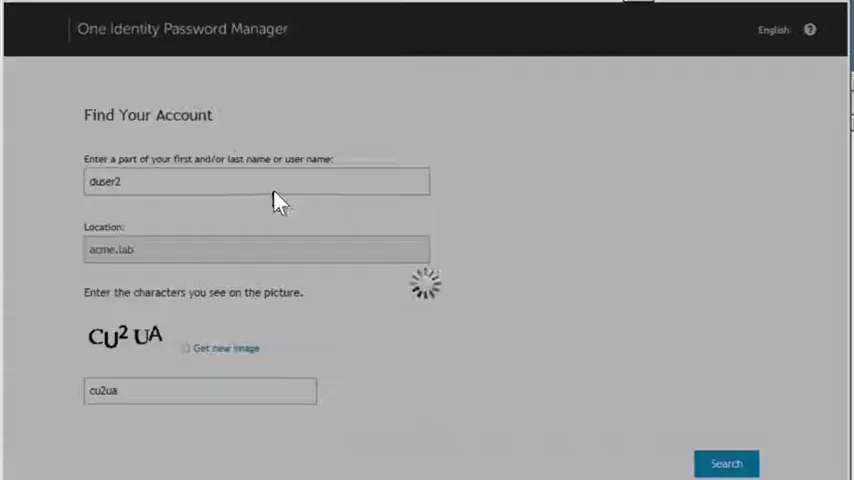 One Identity Password Manager
English
Find Your Account
Enter a part of your first and/or last name or user name:
duser2
Location:
acme.lab
Enter the characters you see on the picture.
CU2 UA
Get new image
cu2ua
Search